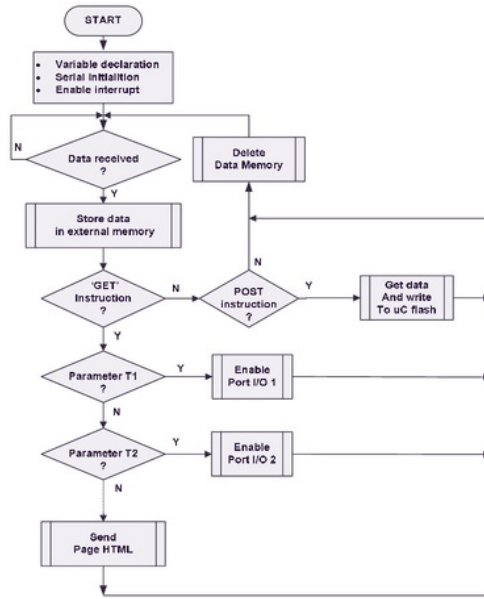 START
• Variable declaration
• Serial Initialition
• Enable interrupt
N
Data received
?
Y
Delete
Data Memory
Store data
in external memory
N
'GET'
Instruction
?
N
POST
instruction
?
Y
Get data
And write
To uC flash
Y
Parameter T1
?
Y
Enable
Port I/O 1
N
Parameter T2
?
Y
Enable
Port I/O 2
N
Send
Page HTML